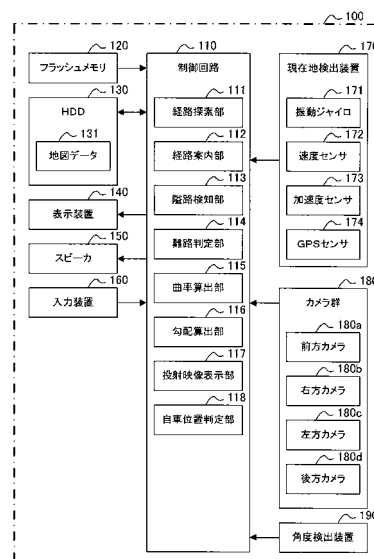 100
120
フラッシュメモリ
130
HDD
131
地図データ
140
表示装置
150
スピーカ
160
入力装置
110
制御回路
111
経路探索部
112
経路案内部
113
隘路検知部
114
難路判定部
115
曲率算出部
116
勾配算出部
117
投射映像表示部
118
自車位置判定部
170
現在地検出装置
171
振動ジャイロ
172
速度センサ
173
加速度センサ
174
GPSセンサ
180
カメラ群
180a
前方カメラ
180b
右方カメラ
180c
左方カメラ
180d
後方カメラ
190
角度検出装置